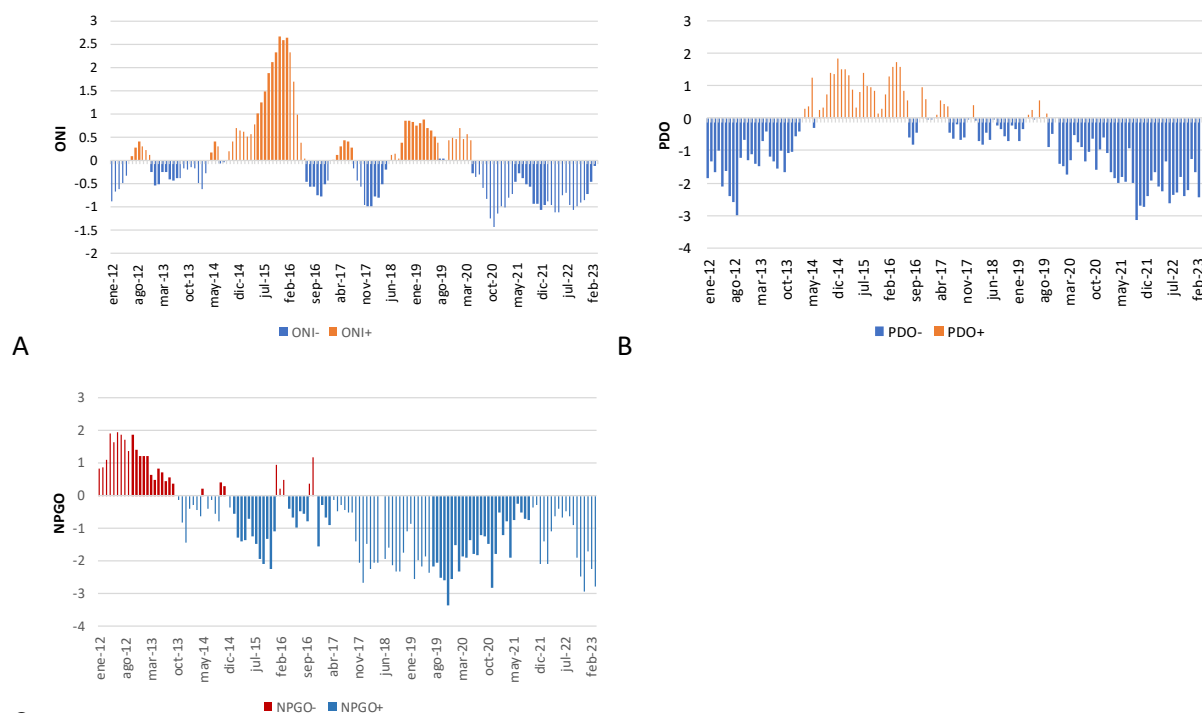 3
2.5
2
1.5
1
0.5
0
-0.5
-1
-1.5
-2
ONI
ene-12
ago-12
mar-13
oct-13
may-14
dic-14
jul-15
feb-16
sep-16
abr-17
nov-17
jun-18
ene-19
ago-19
mar-20
oct-20
may-21
dic-21
jul-22
feb-23
ONI- ONI+
A
3
2
1
0
-1
-2
-3
-4
PDO
ene-12
ago-12
mar-13
oct-13
may-14
dic-14
jul-15
feb-16
sep-16
abr-17
nov-17
jun-18
ene-19
ago-19
mar-20
oct-20
may-21
dic-21
jul-22
feb-23
PDO- PDO+
B
3
2
1
0
-1
-2
-3
-4
NPGO
ene-12
ago-12
mar-13
oct-13
may-14
dic-14
jul-15
feb-16
sep-16
abr-17
nov-17
jun-18
ene-19
ago-19
mar-20
oct-20
may-21
dic-21
jul-22
feb-23
NPGO- NPGO+